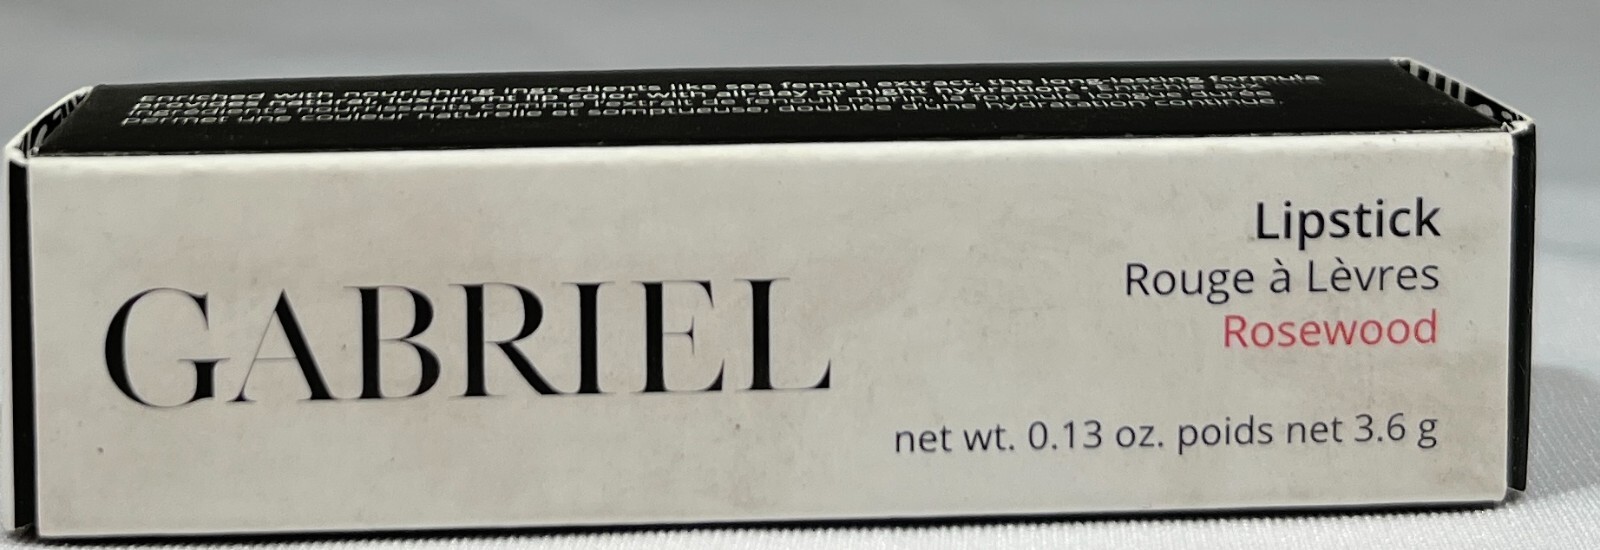 Enriched with nourishing ingredients like sea fennel extract, the long-lasting formula
provides natural, luxuriant lip colour with all day or night hydration. Enrichi aux
ingrédients nourrissants comme l'extrait de fenouil marin, la formule longue durée
permet une couleur naturelle et somptueuse, doublée d'une hydratation continue.
GABRIEL
Lipstick
Rouge à Lèvres
Rosewood
net wt. 0.13 oz. poids net 3.6 g